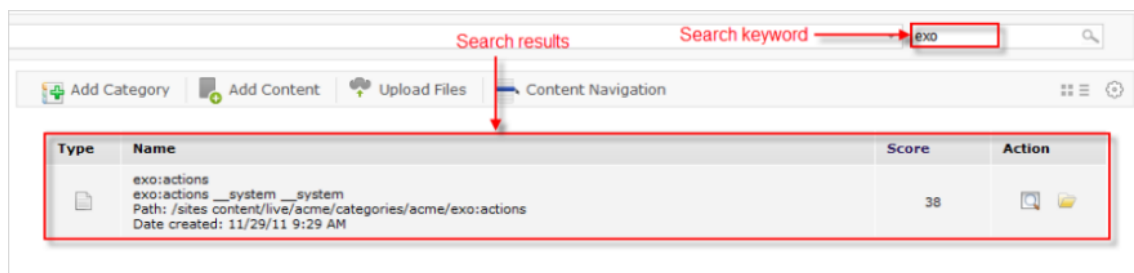 Search results
Search keyword
exo
Add Category Add Content Upload Files Content Navigation
Type Name Score Action
exo:actions
exo:actions __system __system
Path: /sites content/live/acme/categories/acme/exo:actions
Date created: 11/29/11 9:29 AM
38